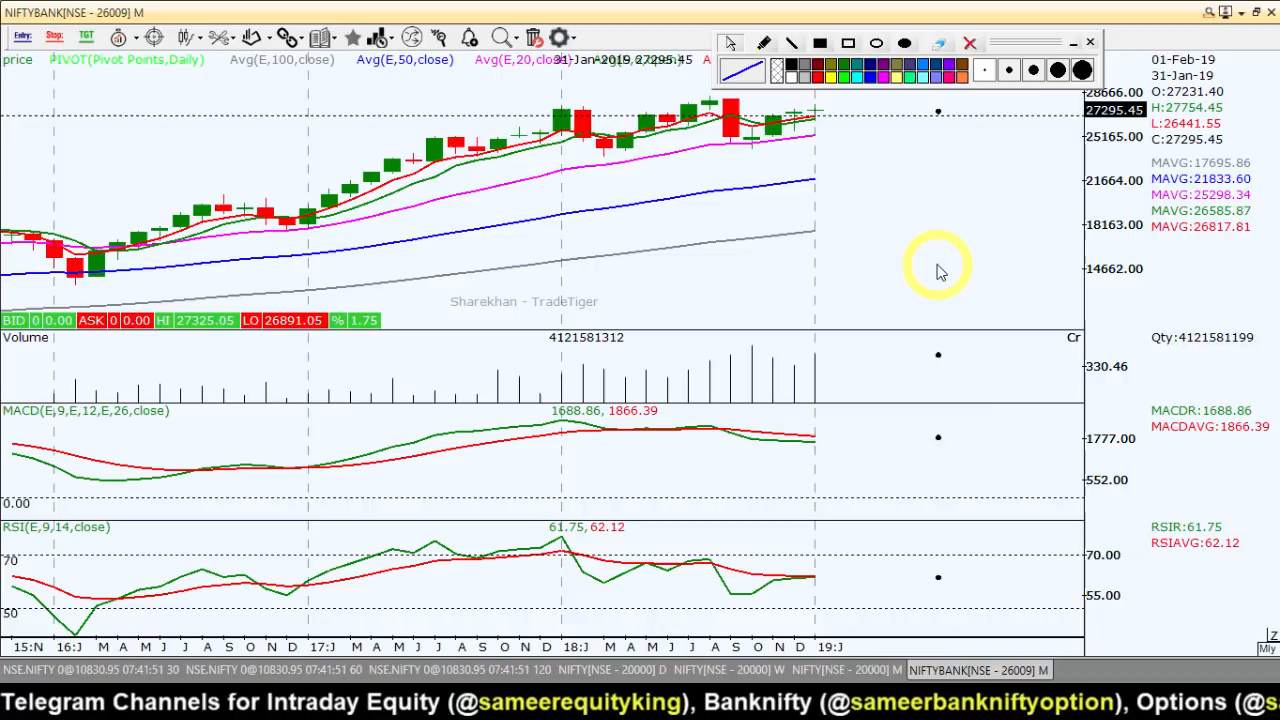 NIFTYBANK[NSE - 26009] M
Entry: Stop: TGT
price PIVOT(Pivot Points,Daily) Avg(E,100,close) Avg(E,50,close) Avg(E,20,close)
31-Jan-2019, 27295.45
01-Feb-19
31-Jan-19
O:27231.40
H:27754.45
L:26441.55
C:27295.45
28666.00
27295.45
25165.00
21664.00
18163.00
14662.00
MAVG:17695.86
MAVG:21833.60
MAVG:25298.34
MAVG:26585.87
MAVG:26817.81
Sharekhan - TradeTiger
BID 0 0.00 ASK 0 0.00 HI 27325.05 LO 26891.05 % 1.75
Volume 4121581312 Cr Qty:4121581199
330.46
MACD(E,9,E,12,E,26,close) 1688.86, 1866.39 MACDR:1688.86
MACDAVG:1866.39
1777.00
552.00
0.00
RSI(E,9,14,close) 61.75, 62.12 RSIR:61.75
RSIAVG:62.12
70 70.00
55.00
50
15:N 16:J M A M J J A S O N D 17:J M A M J J A S O N D 18:J M A M J J A S O N D 19:J
Z
Mly
NSE.NIFTY 0@10830.95 07:41:51 30 NSE.NIFTY 0@10830.95 07:41:51 60 NSE.NIFTY 0@10830.95 07:41:51 120 NIFTY[NSE - 20000] D NIFTY[NSE - 20000] W NIFTY[NSE - 20000] M NIFTYBANK[NSE - 26009] M
Telegram Channels for Intraday Equity (@sameerequityking), Banknifty (@sameerbankniftyoption), Options (@s